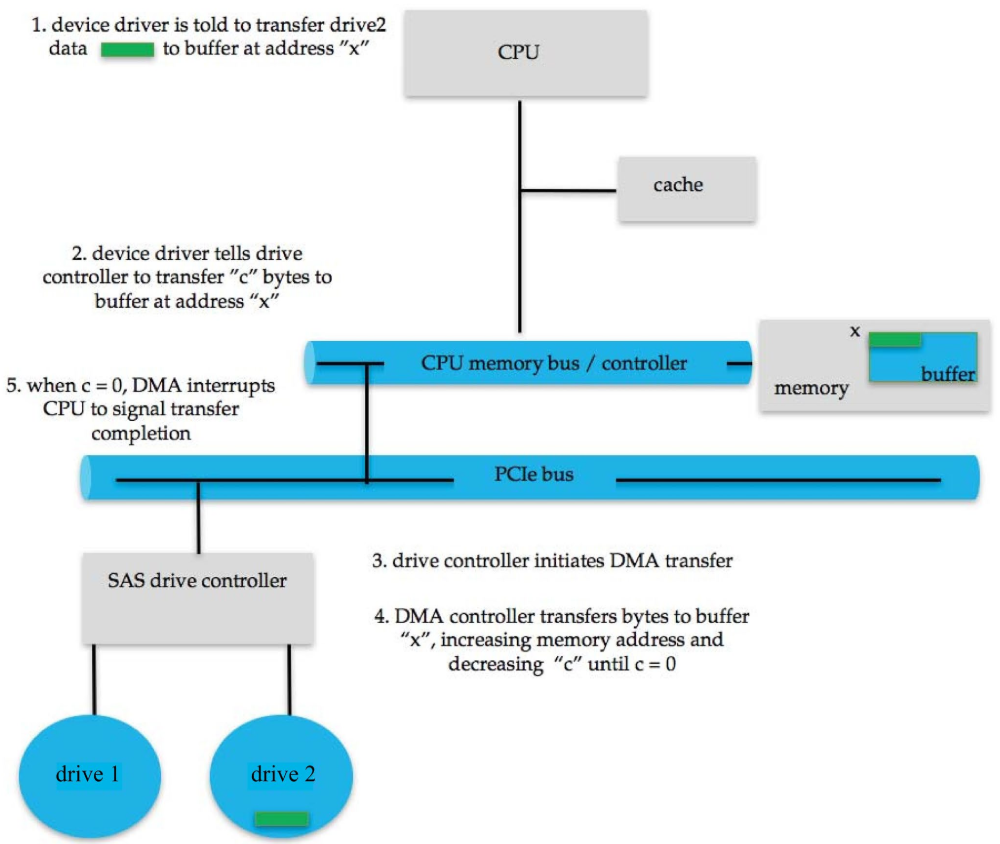 1. device driver is told to transfer drive2
data to buffer at address "x"
CPU
cache
2. device driver tells drive
controller to transfer "c" bytes to
buffer at address "x"
CPU memory bus / controller
x
buffer
memory
5. when c = 0, DMA interrupts
CPU to signal transfer
completion
PCIe bus
SAS drive controller
3. drive controller initiates DMA transfer
4. DMA controller transfers bytes to buffer
"x", increasing memory address and
decreasing "c" until c = 0
drive 1
drive 2